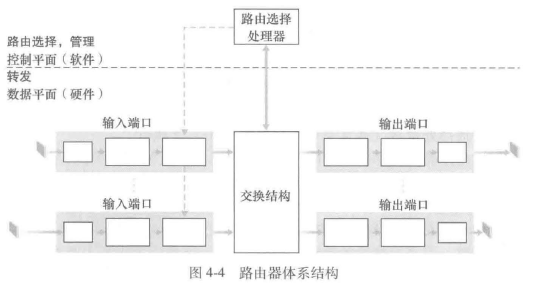 路由选择
处理器
路由选择，管理
控制平面（软件）
转发
数据平面（硬件）
输入端口
输出端口
交换结构
输入端口
输出端口
图 4-4 路由器体系结构